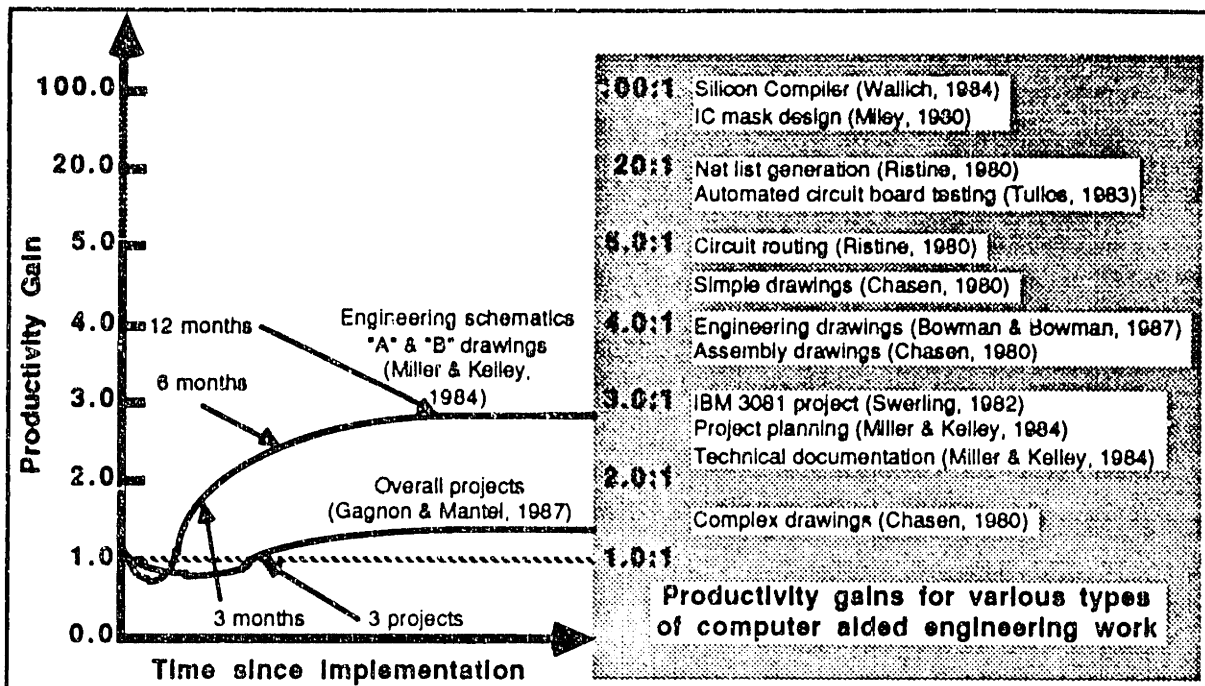 Productivity Gain
100.0
20.0
5.0
4.0
3.0
2.0
1.0
0.0
12 months
6 months
3 months
3 projects
Engineering schematics
"A" & "B" drawings
(Miller & Kelley,
1984)
Overall projects
(Gagnon & Mantel, 1987)
Time since Implementation
:00:1
Silicon Compiler (Wallich, 1984)
IC mask design (Miley, 1980)
20:1
Net list generation (Ristine, 1980)
Automated circuit board testing (Tullos, 1983)
5.0:1
Circuit routing (Ristine, 1980)
Simple drawings (Chasen, 1980)
4.0:1
Engineering drawings (Bowman & Bowman, 1987)
Assembly drawings (Chasen, 1980)
3.0:1
IBM 3081 project (Swerling, 1982)
Project planning (Miller & Kelley, 1984)
Technical documentation (Miller & Kelley, 1984)
2.0:1
Complex drawings (Chasen, 1980)
1.0:1
Productivity gains for various types
of computer aided engineering work